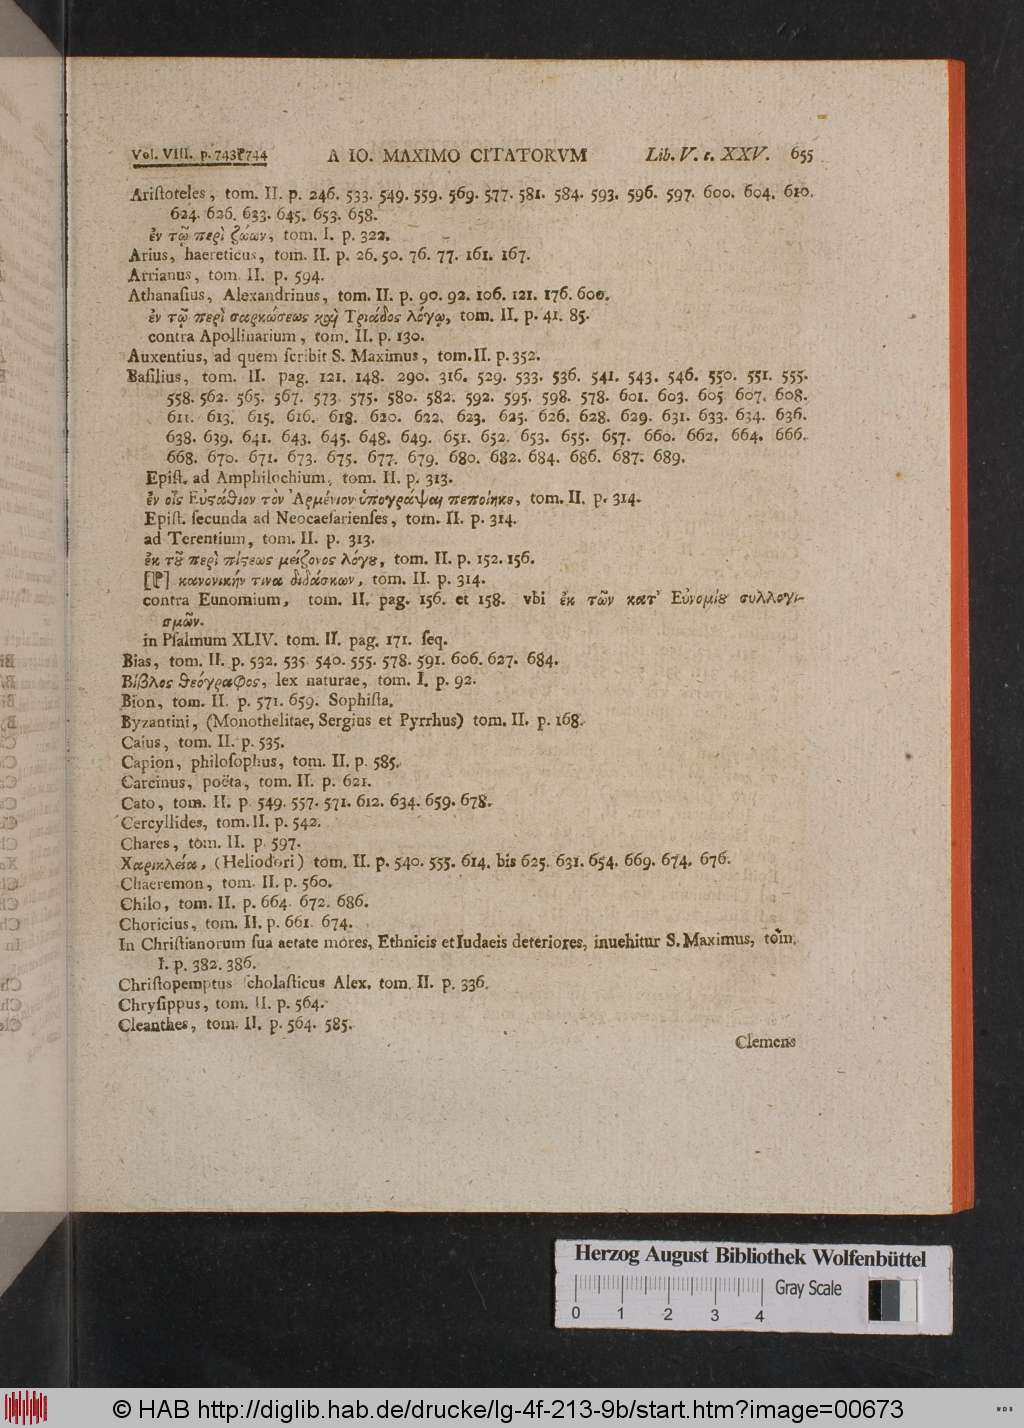 Vol. VIII. p. 743 ̃744 A IO. MAXIMO CITATORVM Lib. V. c. XXV. 655
Ariſtoteles, tom. II. p. 246. 533. 549. 559. 569. 577. 581. 584. 593. 596. 597. 600. 604. 610.
624. 626. 633. 645. 653. 658.
ἐν τῷ περὶ ζώων, tom. I. p. 322.
Arius, haereticus, tom. II. p. 26. 50. 76. 77. 161. 167.
Arrianus, tom. II. p. 594.
Athanaſius, Alexandrinus, tom. II. p. 90. 92. 106. 121. 176. 600.
ἐν τῷ περὶ σαρκώσεως καὶ Τριάδος λόγῳ, tom. II. p. 41. 85.
contra Apollinarium, tom. II. p. 130.
Auxentius, ad quem ſcribit S. Maximus, tom. II. p. 352.
Baſilius, tom. II. pag. 121. 148. 290. 316. 529. 533. 536. 541. 543. 546. 550. 551. 555.
558. 562. 565. 567. 573. 575. 580. 582. 592. 595. 598. 578. 601. 603. 605. 607. 608.
611. 613. 615. 616. 618. 620. 622. 623. 625. 626. 628. 629. 631. 633. 634. 636.
638. 639. 641. 643. 645. 648. 649. 651. 652. 653. 655. 657. 660. 662. 664. 666.
668. 670. 671. 673. 675. 677. 679. 680. 682. 684. 686. 687. 689.
Epiſt. ad Amphilochium, tom. II. p. 313.
ἐν οἷς Εὐϛάθιον τὸν Ἀρμένιον ὑπογράψαι πεποίηκε, tom. II. p. 314.
Epiſt. ſecunda ad Neocaeſarienſes, tom. II. p. 314.
ad Terentium, tom. II. p. 313.
ἐκ τȣ͂ περὶ πίϛεως μείζονος λόγȣ, tom. II. p. 152. 156.
κανονικήν τινα διδάσκων, tom. II. p. 314.
contra Eunomium, tom. II. pag. 156. et 158. vbi ἐκ τῶν κατ' Εὐνομίȣ συλλογι-
σμῶν.
in Pſalmum XLIV. tom. II. pag. 171. ſeq.
Bias, tom. II. p. 532. 535. 540. 555. 578. 591. 606. 627. 684.
Βίβλος θεόγραφος, lex naturae, tom. I. p. 92.
Bion, tom. II. p. 571. 659. Sophiſta.
Byzantini, (Monothelitae, Sergius et Pyrrhus) tom. II. p. 168.
Caius, tom. II. p. 535.
Capion, philoſophus, tom. II. p. 585.
Carcinus, poëta, tom. II. p. 621.
Cato, tom. II. p. 549. 557. 571. 612. 634. 659. 678.
Cercyllides, tom. II. p. 542.
Chares, tom. II. p. 597.
Χαρικλεία, (Heliodori) tom. II. p. 540. 555. 614. bis 625. 631. 654. 669. 674. 676.
Chaeremon, tom. II. p. 560.
Chilo, tom. II. p. 664. 672. 686.
Choricius, tom. II. p. 661. 674.
In Chriſtianorum ſua aetate mores, Ethnicis et Iudaeis deteriores, inuehitur S. Maximus, tom.
I. p. 382. 386.
Chriſtopemptus ſcholaſticus Alex. tom. II. p. 336.
Chryſippus, tom. II. p. 564.
Cleanthes, tom. II. p. 564. 585.
Clemens
Herzog August Bibliothek Wolfenbüttel
Gray Scale
0 1 2 3 4
© HAB http://diglib.hab.de/drucke/lg-4f-213-9b/start.htm?image=00673